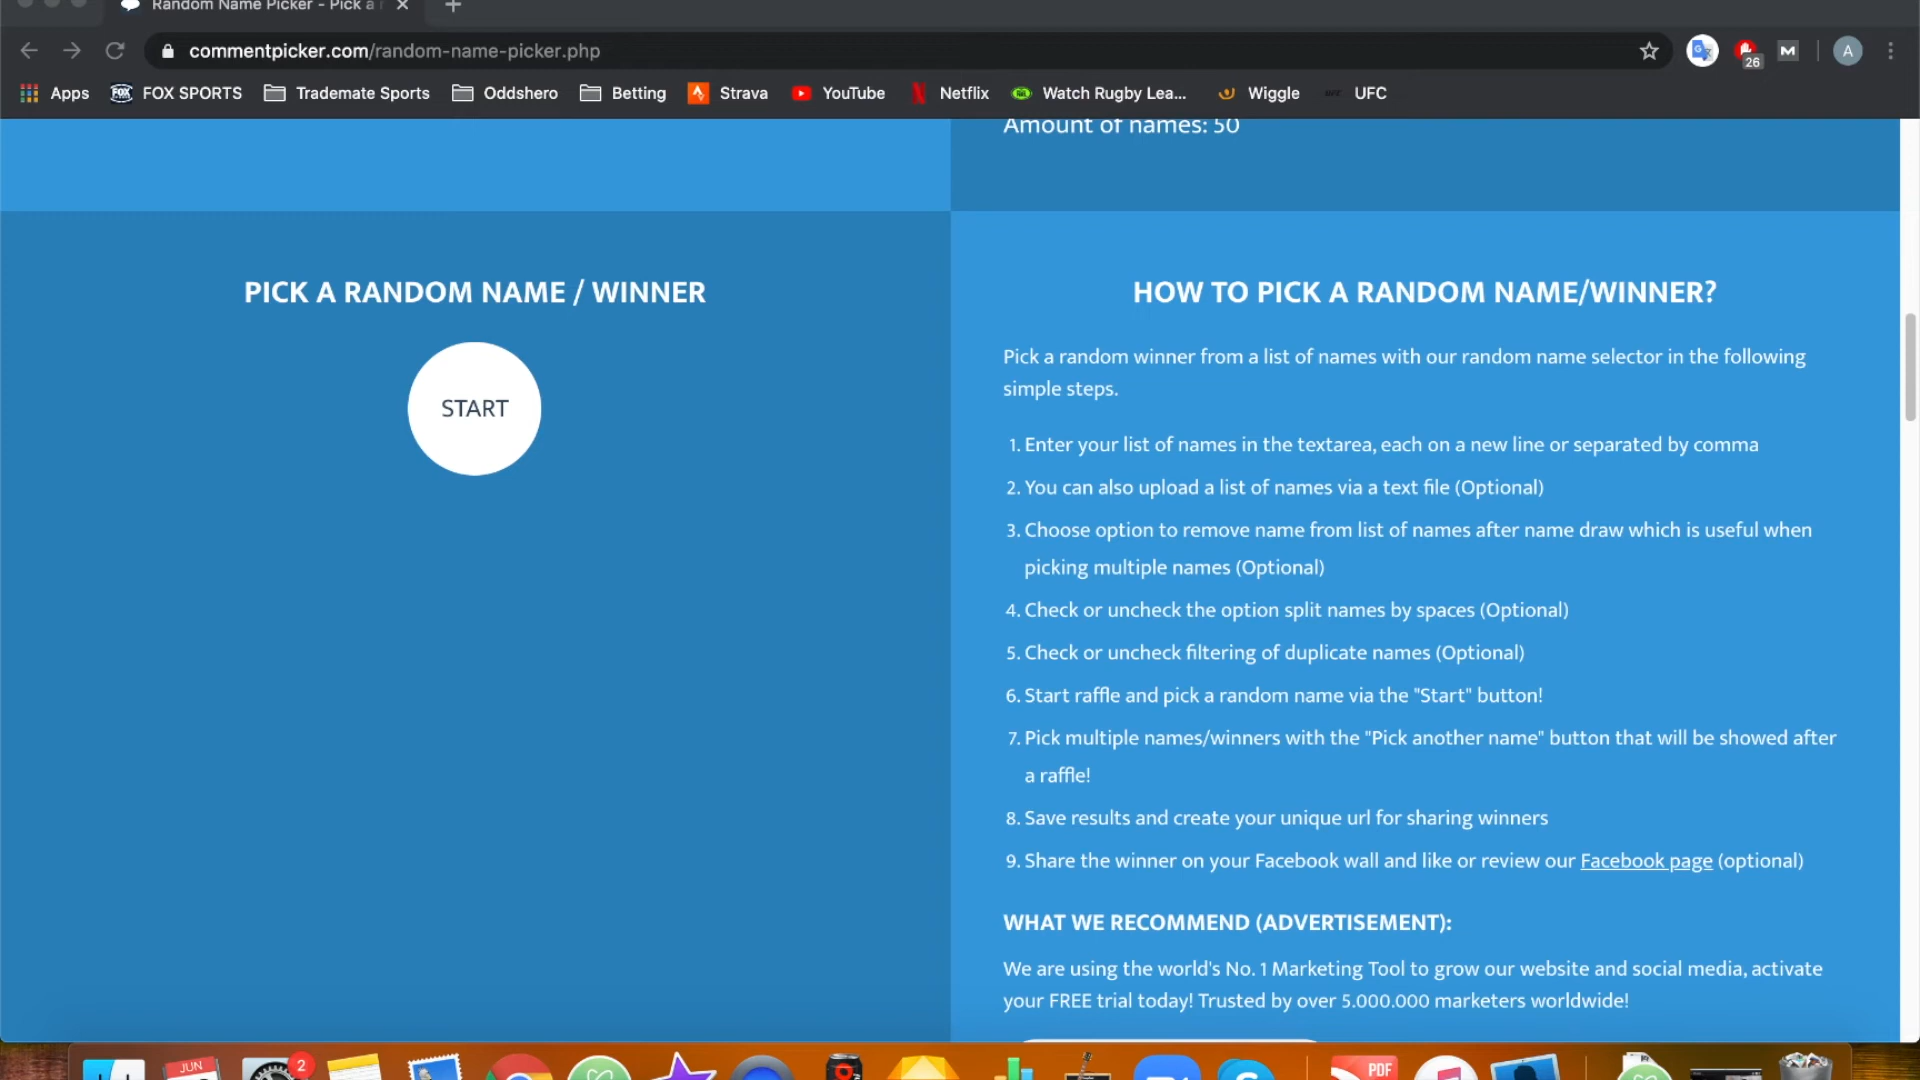 Random Name Picker - Pick a
commentpicker.com/random-name-picker.php
26
A
Apps
FOX SPORTS
Trademate Sports
Oddshero
Betting
Strava
YouTube
Netflix
Watch Rugby Lea...
Wiggle
UFC
Amount of names: 50
PICK A RANDOM NAME / WINNER
START
HOW TO PICK A RANDOM NAME/WINNER?
Pick a random winner from a list of names with our random name selector in the following
simple steps.
1. Enter your list of names in the textarea, each on a new line or separated by comma
2. You can also upload a list of names via a text file (Optional)
3. Choose option to remove name from list of names after name draw which is useful when
picking multiple names (Optional)
4. Check or uncheck the option split names by spaces (Optional)
5. Check or uncheck filtering of duplicate names (Optional)
6. Start raffle and pick a random name via the "Start" button!
7. Pick multiple names/winners with the "Pick another name" button that will be showed after
a raffle!
8. Save results and create your unique url for sharing winners
9. Share the winner on your Facebook wall and like or review our Facebook page (optional)
WHAT WE RECOMMEND (ADVERTISEMENT):
We are using the world's No. 1 Marketing Tool to grow our website and social media, activate
your FREE trial today! Trusted by over 5.000.000 marketers worldwide!
JUN
2
PDF